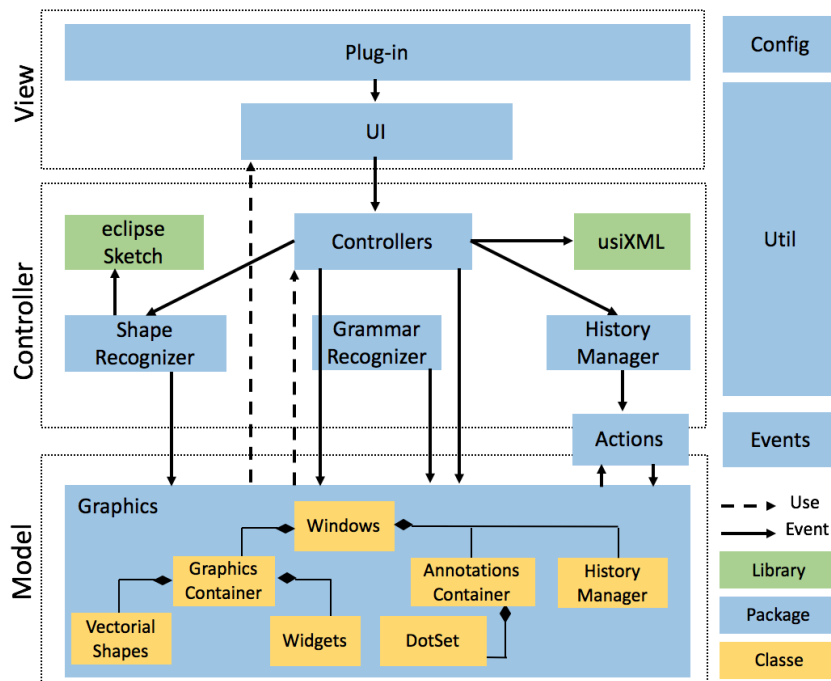 View
Plug-in
UI
Config
Util
Events
Controller
eclipse
Sketch
Controllers
usiXML
Shape
Recognizer
Grammar
Recognizer
History
Manager
Actions
Model
Graphics
Windows
Graphics
Container
Annotations
Container
History
Manager
Vectorial
Shapes
Widgets
DotSet
Use
Event
Library
Package
Classe